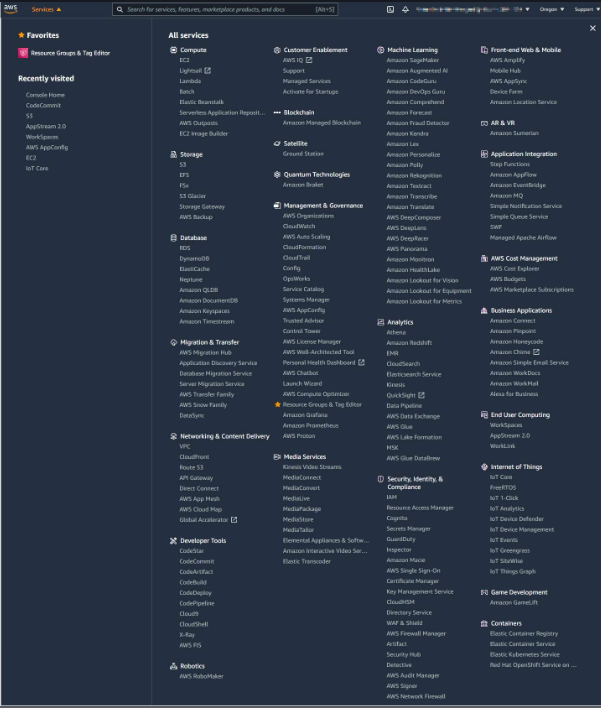 aws
Services
Search for services, features, marketplace products, and docs
[Alt+S]
Oregon
Support
Favorites
Resource Groups & Tag Editor
Recently visited
Console Home
CodeCommit
S3
AppStream 2.0
WorkSpaces
AWS AppConfig
EC2
IoT Core
All services
Compute
EC2
Lightsail
Lambda
Batch
Elastic Beanstalk
Serverless Application Reposit...
AWS Outposts
EC2 Image Builder
Storage
S3
EFS
FSx
S3 Glacier
Storage Gateway
AWS Backup
Database
RDS
DynamoDB
ElastiCache
Neptune
Amazon QLDB
Amazon DocumentDB
Amazon Keyspaces
Amazon Timestream
Migration & Transfer
AWS Migration Hub
Application Discovery Service
Database Migration Service
Server Migration Service
AWS Transfer Family
AWS Snow Family
DataSync
Networking & Content Delivery
VPC
CloudFront
Route 53
API Gateway
Direct Connect
AWS App Mesh
AWS Cloud Map
Global Accelerator
Developer Tools
CodeStar
CodeCommit
CodeArtifact
CodeBuild
CodeDeploy
CodePipeline
Cloud9
CloudShell
X-Ray
AWS FIS
Robotics
AWS RoboMaker
Customer Enablement
AWS IQ
Support
Managed Services
Activate for Startups
Blockchain
Amazon Managed Blockchain
Satellite
Ground Station
Quantum Technologies
Amazon Braket
Management & Governance
AWS Organizations
CloudWatch
AWS Auto Scaling
CloudFormation
CloudTrail
Config
OpsWorks
Service Catalog
Systems Manager
AWS AppConfig
Trusted Advisor
Control Tower
AWS License Manager
AWS Well-Architected Tool
Personal Health Dashboard
AWS Chatbot
Launch Wizard
AWS Compute Optimizer
Resource Groups & Tag Editor
Amazon Grafana
Amazon Prometheus
AWS Proton
Media Services
Kinesis Video Streams
MediaConnect
MediaConvert
MediaLive
MediaPackage
MediaStore
MediaTailor
Elemental Appliances & Softw...
Amazon Interactive Video Ser...
Elastic Transcoder
Machine Learning
Amazon SageMaker
Amazon Augmented AI
Amazon CodeGuru
Amazon DevOps Guru
Amazon Comprehend
Amazon Forecast
Amazon Fraud Detector
Amazon Kendra
Amazon Lex
Amazon Personalize
Amazon Polly
Amazon Rekognition
Amazon Textract
Amazon Transcribe
Amazon Translate
AWS DeepComposer
AWS DeepLens
AWS DeepRacer
AWS Panorama
Amazon Monitron
Amazon HealthLake
Amazon Lookout for Vision
Amazon Lookout for Equipment
Amazon Lookout for Metrics
Analytics
Athena
Amazon Redshift
EMR
CloudSearch
Elasticsearch Service
Kinesis
QuickSight
Data Pipeline
AWS Data Exchange
AWS Glue
AWS Lake Formation
MSK
AWS Glue DataBrew
Security, Identity, &
Compliance
IAM
Resource Access Manager
Cognito
Secrets Manager
GuardDuty
Inspector
Amazon Macie
AWS Single Sign-On
Certificate Manager
Key Management Service
CloudHSM
Directory Service
WAF & Shield
AWS Firewall Manager
Artifact
Security Hub
Detective
AWS Audit Manager
AWS Signer
AWS Network Firewall
Front-end Web & Mobile
AWS Amplify
Mobile Hub
AWS AppSync
Device Farm
Amazon Location Service
AR & VR
Amazon Sumerian
Application Integration
Step Functions
Amazon AppFlow
Amazon EventBridge
Amazon MQ
Simple Notification Service
Simple Queue Service
SWF
Managed Apache Airflow
AWS Cost Management
AWS Cost Explorer
AWS Budgets
AWS Marketplace Subscriptions
Business Applications
Amazon Connect
Amazon Pinpoint
Amazon Honeycode
Amazon Chime
Amazon Simple Email Service
Amazon WorkDocs
Amazon WorkMail
Alexa for Business
End User Computing
WorkSpaces
AppStream 2.0
WorkLink
Internet of Things
IoT Core
FreeRTOS
IoT 1-Click
IoT Analytics
IoT Device Defender
IoT Device Management
IoT Events
IoT Greengrass
IoT SiteWise
IoT Things Graph
Game Development
Amazon GameLift
Containers
Elastic Container Registry
Elastic Container Service
Elastic Kubernetes Service
Red Hat OpenShift Service on ...